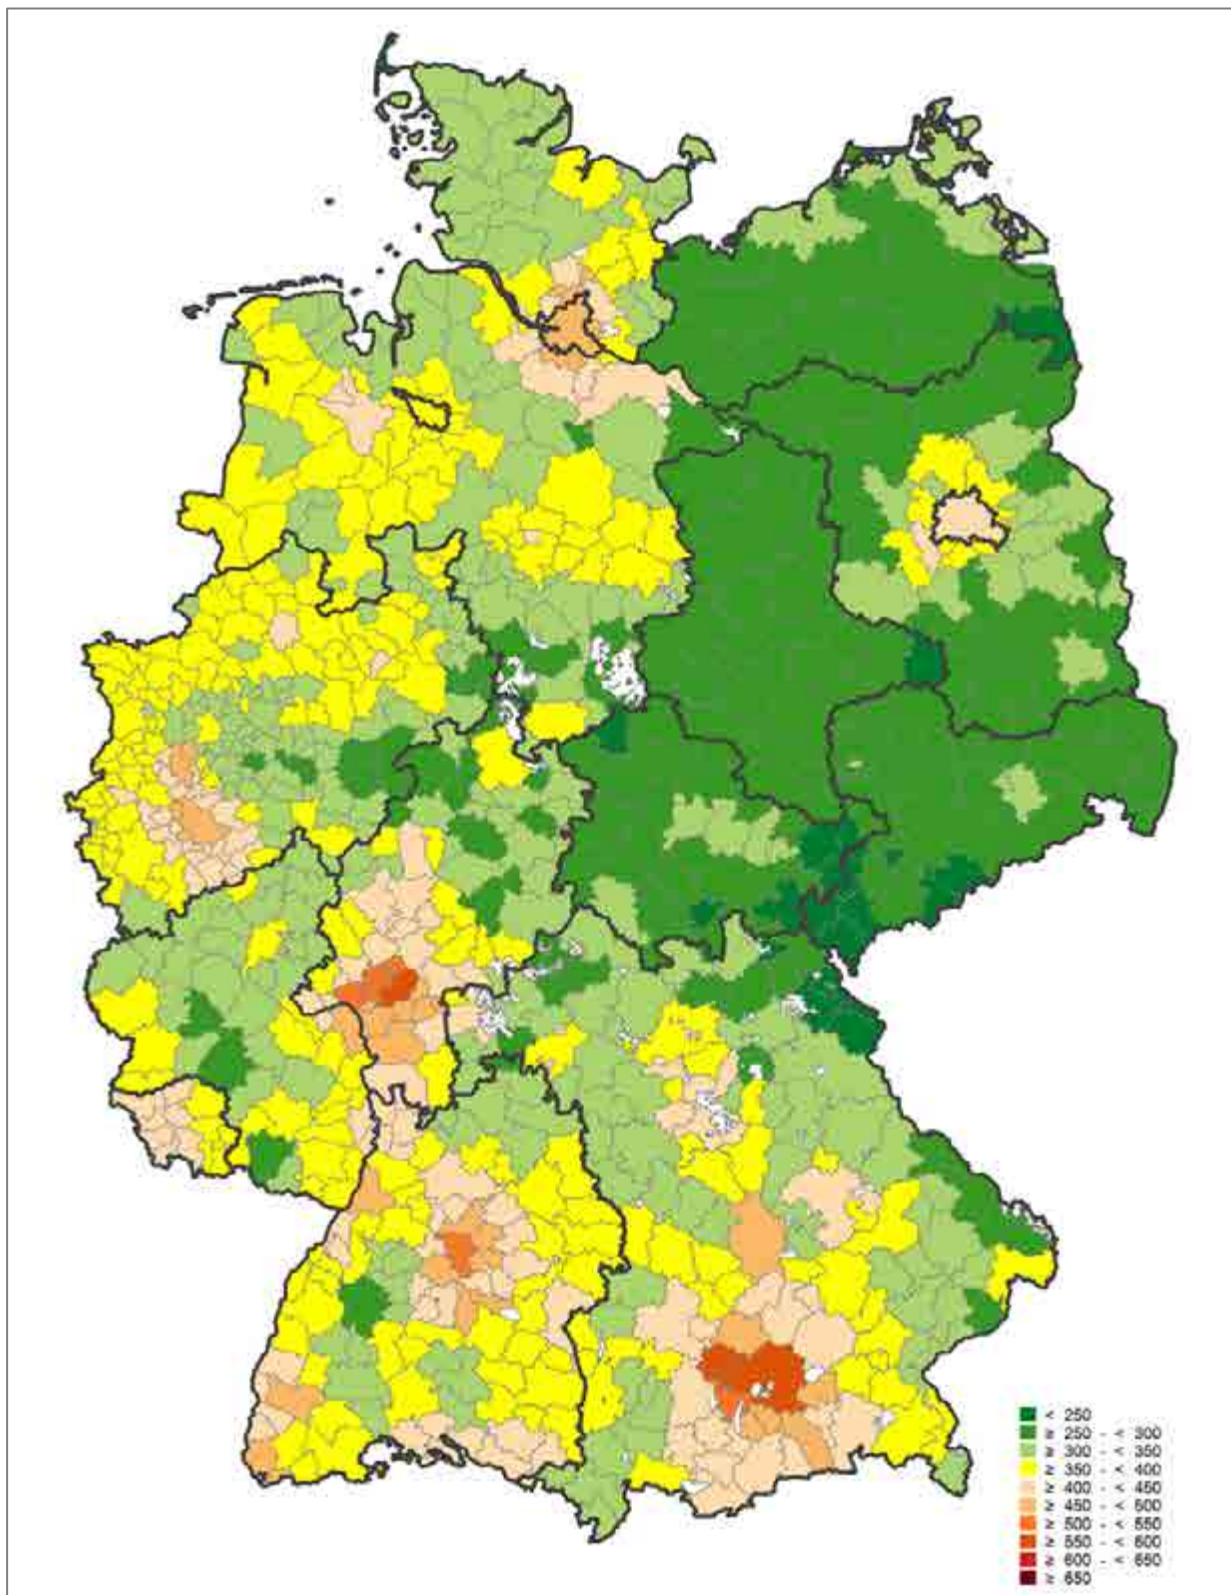 < 250
≥ 250 - < 300
≥ 300 - < 350
≥ 350 - < 400
≥ 400 - < 450
≥ 450 - < 500
≥ 500 - < 550
≥ 550 - < 600
≥ 600 - < 650
≥ 650